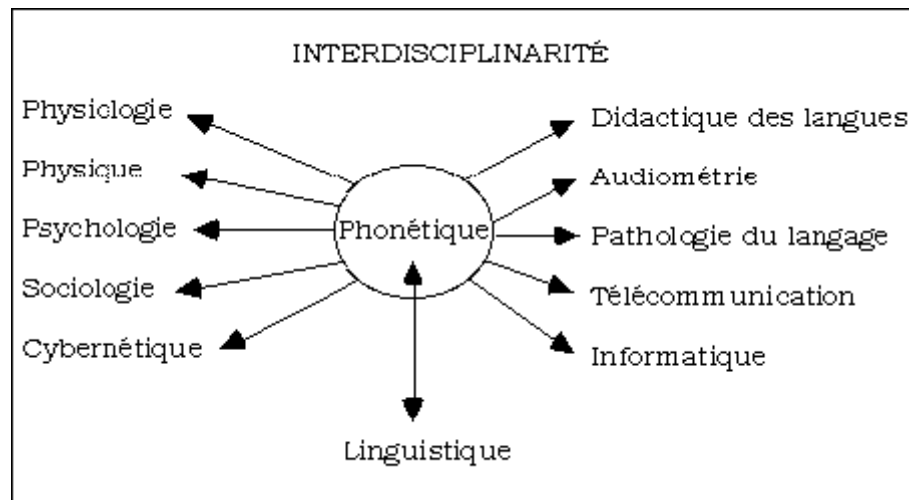 INTERDISCIPLINARITÉ
Physiologie
Physique
Psychologie
Sociologie
Cybernétique
Phonétique
Didactique des langues
Audiométrie
Pathologie du langage
Télécommunication
Informatique
Linguistique